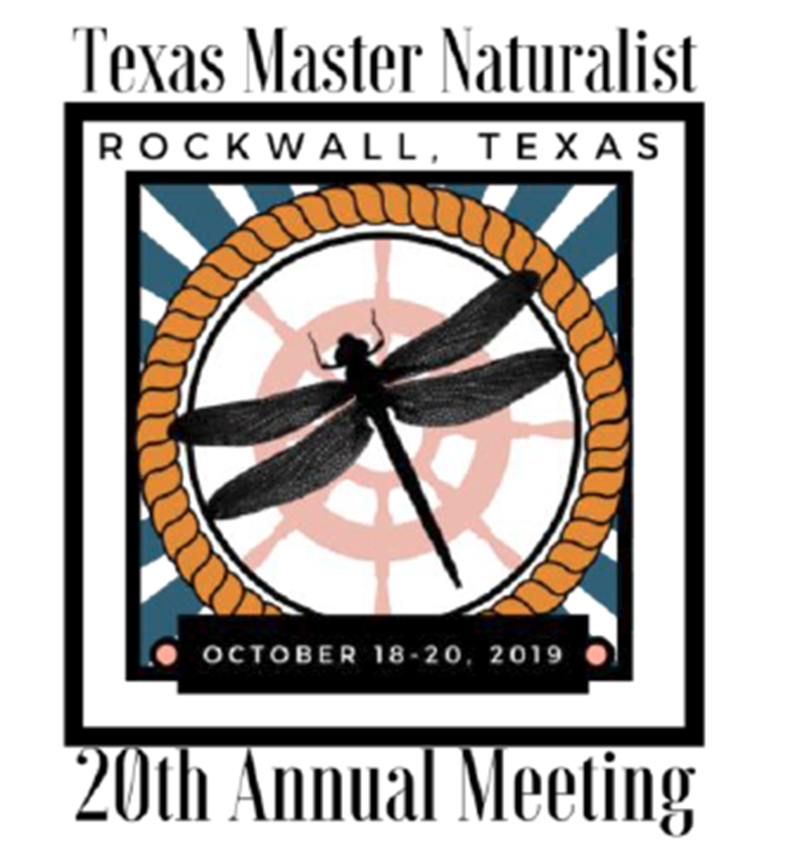 Texas Master Naturalist
ROCKWALL, TEXAS
OCTOBER 18-20, 2019
20th Annual Meeting